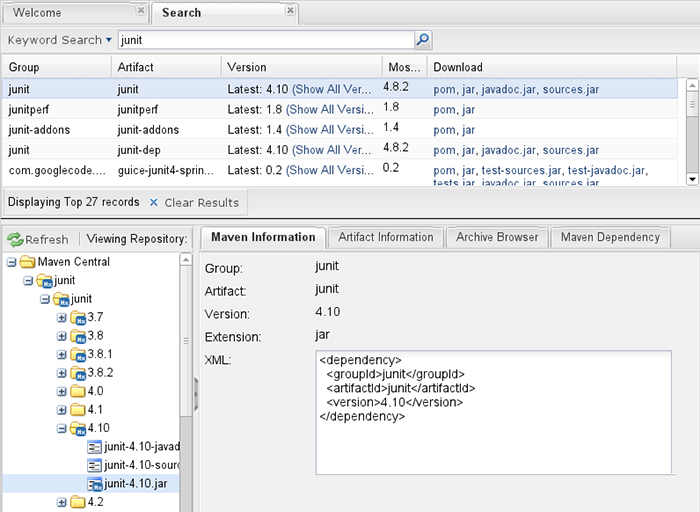 Welcome
Search
Keyword Search
junit
Group Artifact Version Mos... Download
junit junit Latest: 4.10 (Show All Versi... 4.8.2 pom, jar, javadoc.jar, sources.jar
junitperf junitperf Latest: 1.8 (Show All Versi... 1.8 pom, jar
junit-addons junit-addons Latest: 1.4 (Show All Versi... 1.4 pom, jar
junit junit-dep Latest: 4.10 (Show All Versi... 4.8.2 pom, jar, javadoc.jar, sources.jar
com.googlecode.... guice-junit4-sprin... Latest: 0.2 (Show All Versi... 0.2 pom, jar, test-sources.jar, test-javadoc.jar,
tests.jar, javadoc.jar, sources.jar
Displaying Top 27 records Clear Results
Refresh Viewing Repository:
Maven Central
junit
junit
3.7
3.8
3.8.1
3.8.2
4.0
4.1
4.10
junit-4.10-javad
junit-4.10-sour
junit-4.10.jar
4.2
Maven Information Artifact Information Archive Browser Maven Dependency
Group: junit
Artifact: junit
Version: 4.10
Extension: jar
XML:
<dependency>
<groupId>junit</groupId>
<artifactId>junit</artifactId>
<version>4.10</version>
</dependency>